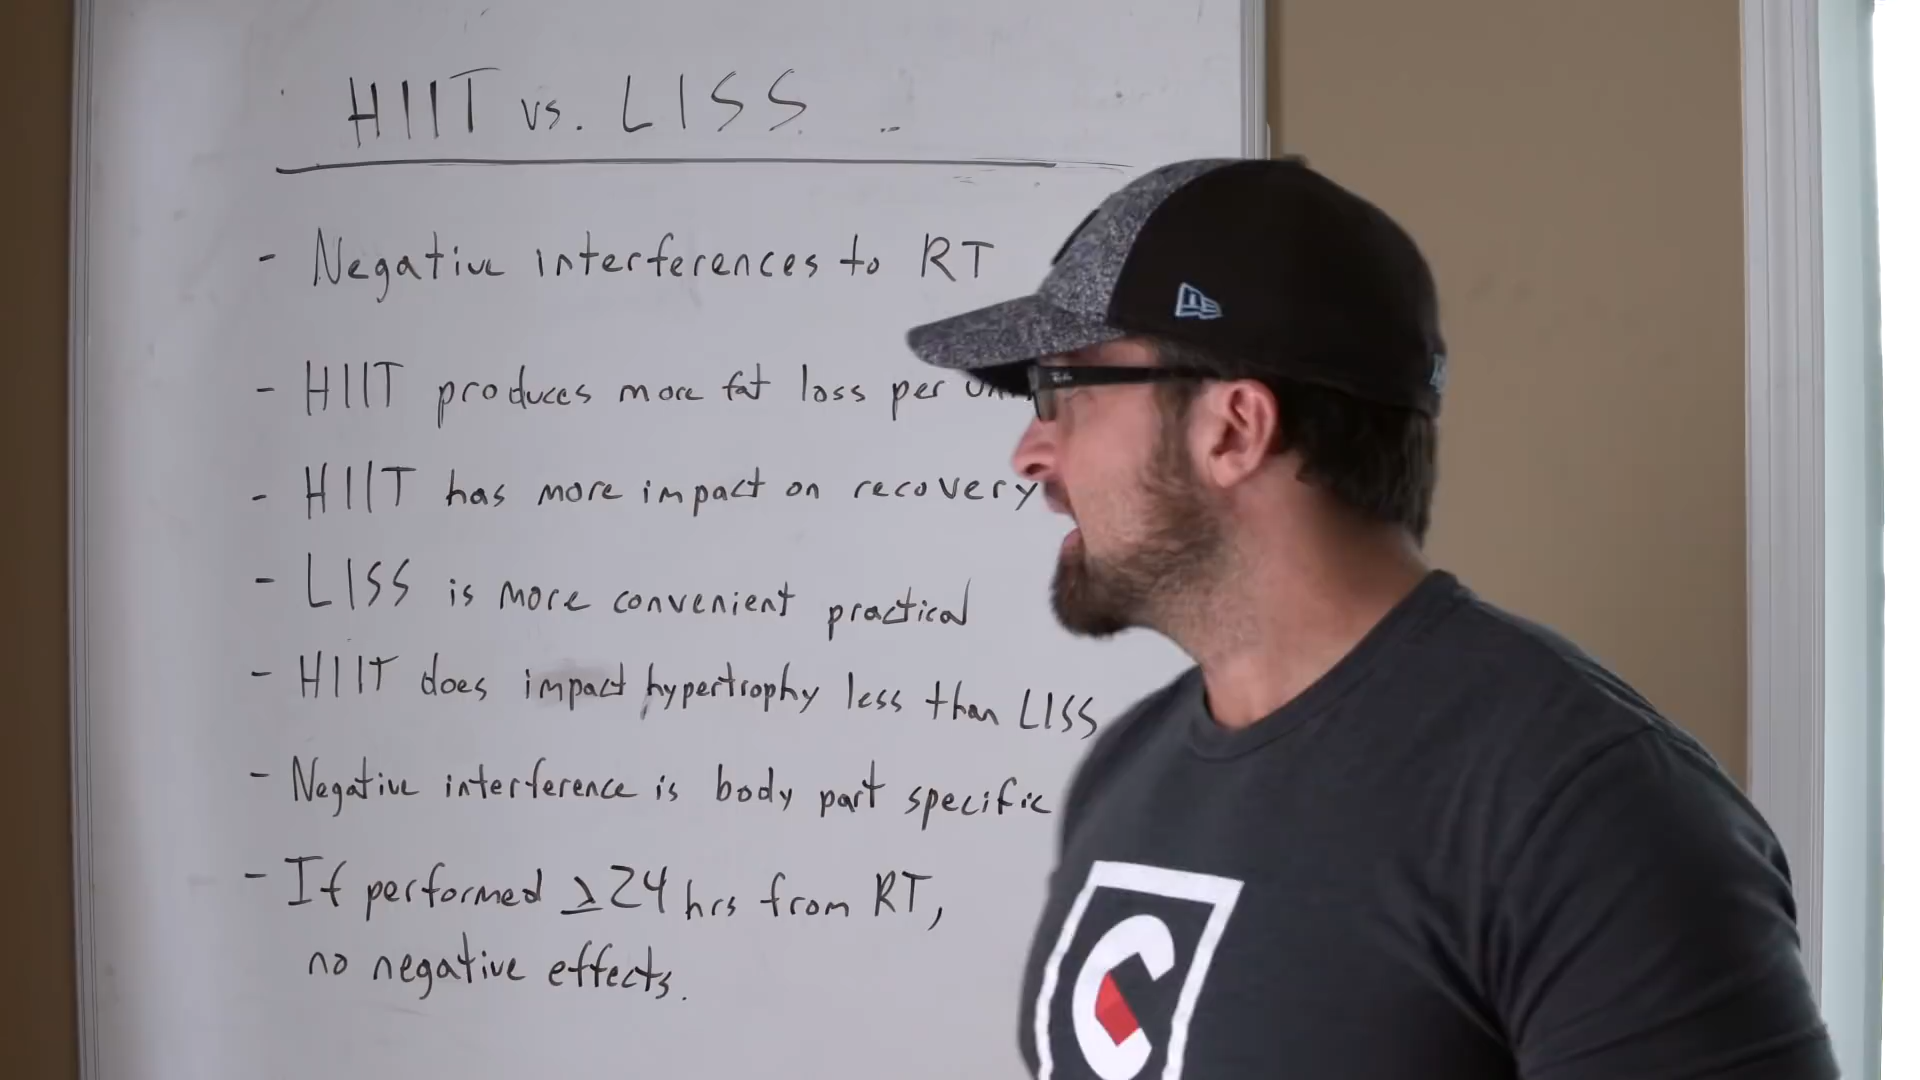 HIIT vs. LISS
- Negative interferences to RT
- HIIT produces more fat loss per
- HIIT has more impact on recovery
- LISS is more convenient practical
- HIIT does impact hypertrophy less than LISS
- Negative interference is body part specific
- If performed ≥24 hrs from RT,
no negative effects.
C